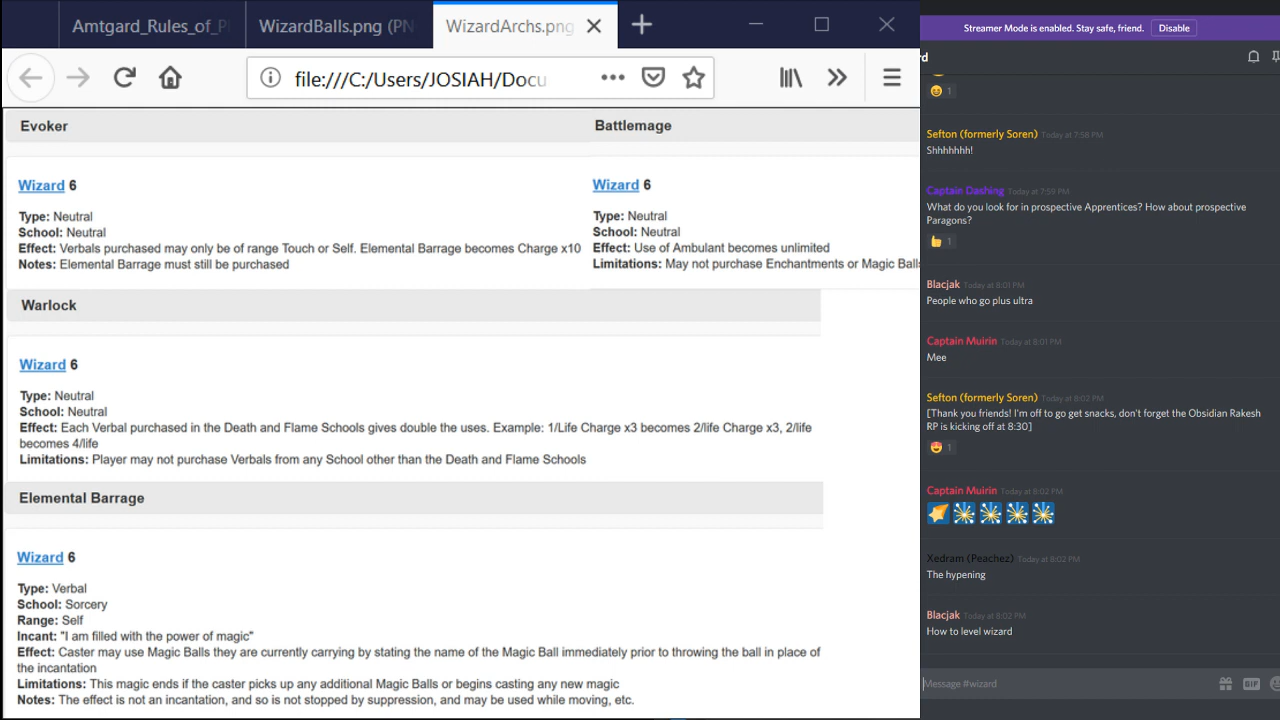 Amtgard_Rules_of_P
WizardBalls.png (PN
WizardArchs.png
Streamer Mode is enabled. Stay safe, friend.
Disable
file:///C:/Users/JOSIAH/Docu
rd
Evoker
Battlemage
Wizard 6
Type: Neutral
School: Neutral
Effect: Verbals purchased may only be of range Touch or Self. Elemental Barrage becomes Charge x10
Notes: Elemental Barrage must still be purchased
Wizard 6
Type: Neutral
School: Neutral
Effect: Use of Ambulant becomes unlimited
Limitations: May not purchase Enchantments or Magic Balls
Warlock
Wizard 6
Type: Neutral
School: Neutral
Effect: Each Verbal purchased in the Death and Flame Schools gives double the uses. Example: 1/Life Charge x3 becomes 2/life Charge x3, 2/life
becomes 4/life
Limitations: Player may not purchase Verbals from any School other than the Death and Flame Schools
Elemental Barrage
Wizard 6
Type: Verbal
School: Sorcery
Range: Self
Incant: "I am filled with the power of magic"
Effect: Caster may use Magic Balls they are currently carrying by stating the name of the Magic Ball immediately prior to throwing the ball in place of
the incantation
Limitations: This magic ends if the caster picks up any additional Magic Balls or begins casting any new magic
Notes: The effect is not an incantation, and so is not stopped by suppression, and may be used while moving, etc.
1
Sefton (formerly Soren) Today at 7:58 PM
Shhhhhhh!
Captain Dashing Today at 7:59 PM
What do you look for in prospective Apprentices? How about prospective
Paragons?
1
Blacjak Today at 8:01 PM
People who go plus ultra
Captain Muirin Today at 8:01 PM
Mee
Sefton (formerly Soren) Today at 8:02 PM
[Thank you friends! I'm off to go get snacks, don't forget the Obsidian Rakesh
RP is kicking off at 8:30]
1
Captain Muirin Today at 8:02 PM
Xedram (Peachez) Today at 8:02 PM
The hypening
Blacjak Today at 8:02 PM
How to level wizard
Message #wizard
GIF